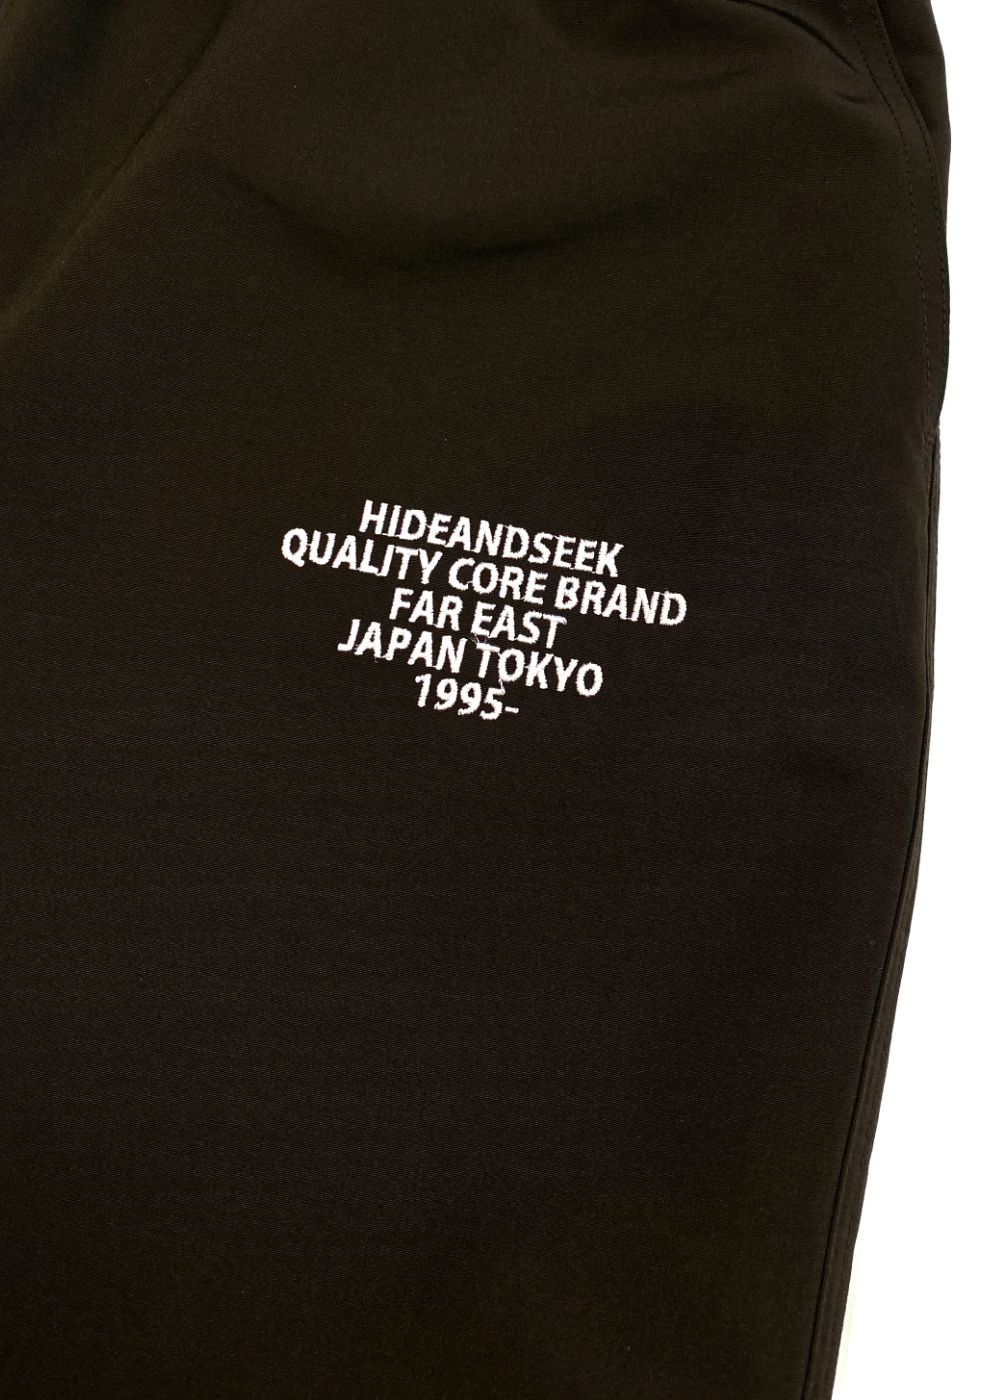 HIDEANDSEEK
QUALITY CORE BRAND
FAR EAST
JAPAN TOKYO
1995-